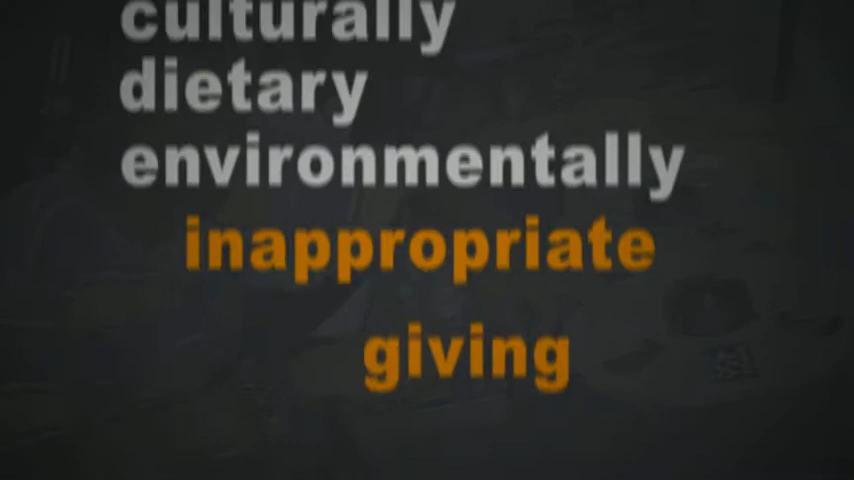 culturally
dietary
environmentally
inappropriate
giving